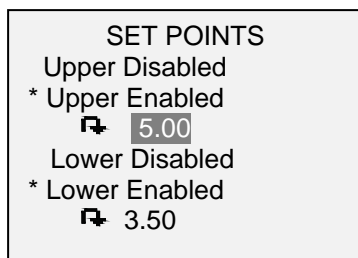 SET POINTS
Upper Disabled
* Upper Enabled
5.00
Lower Disabled
* Lower Enabled
3.50